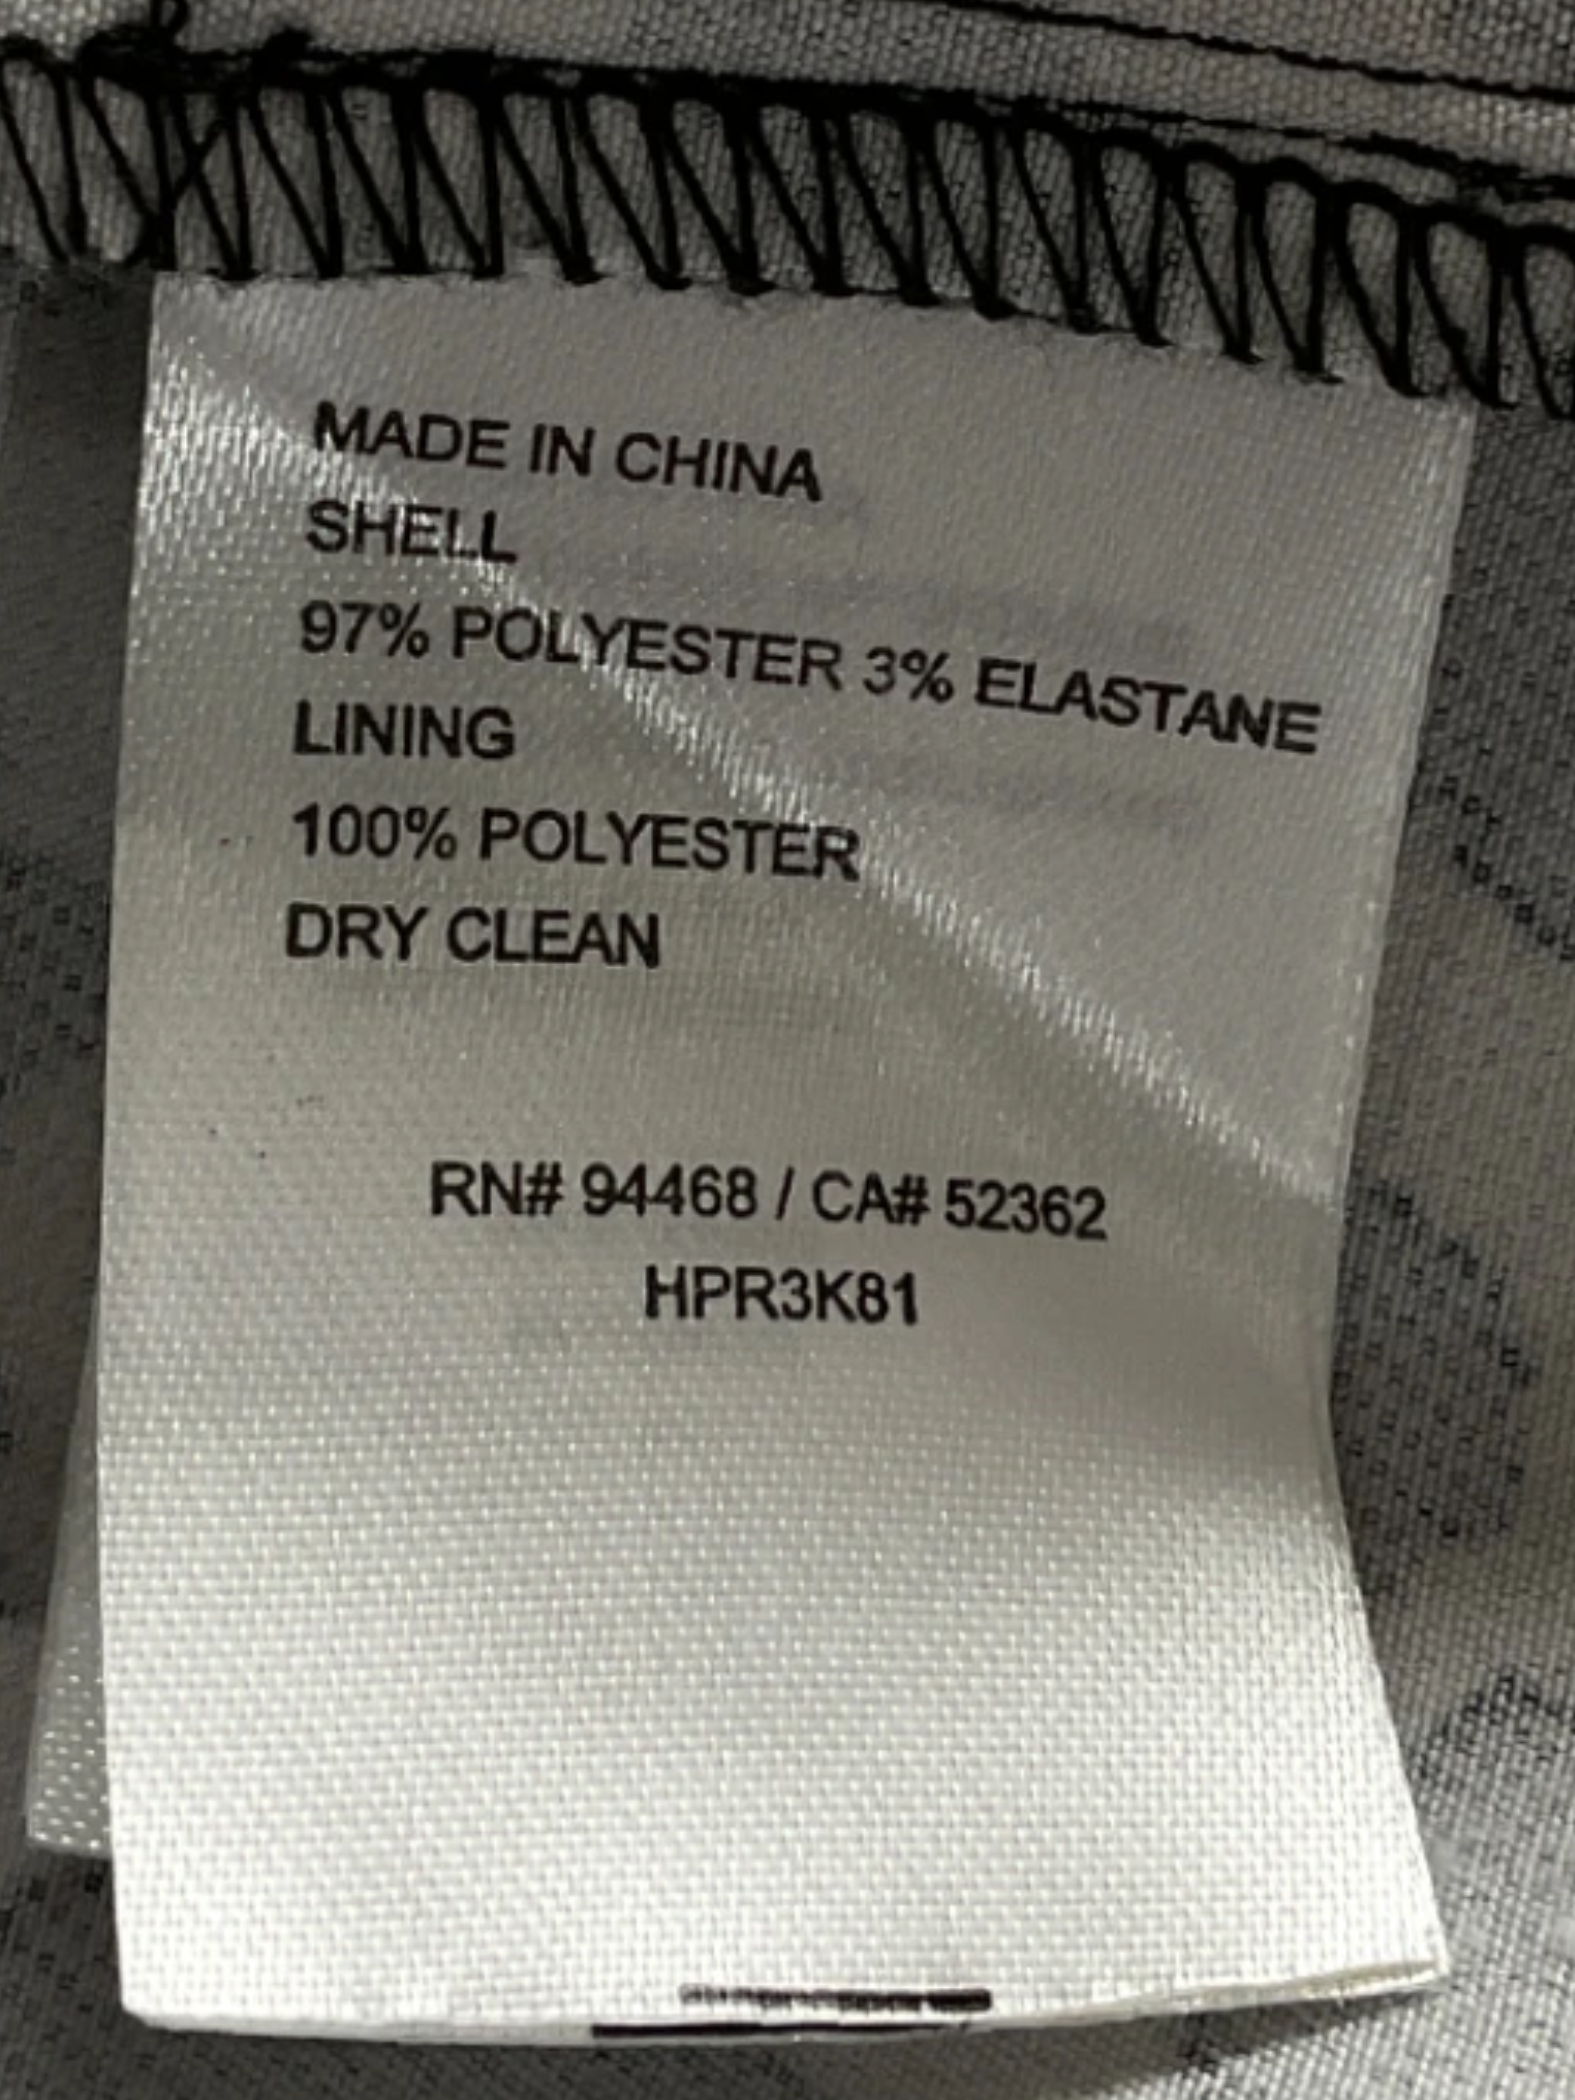 MADE IN CHINA
SHELL
97% POLYESTER 3% ELASTANE
LINING
100% POLYESTER
DRY CLEAN
RN# 94468 / CA# 52362
HPR3K81